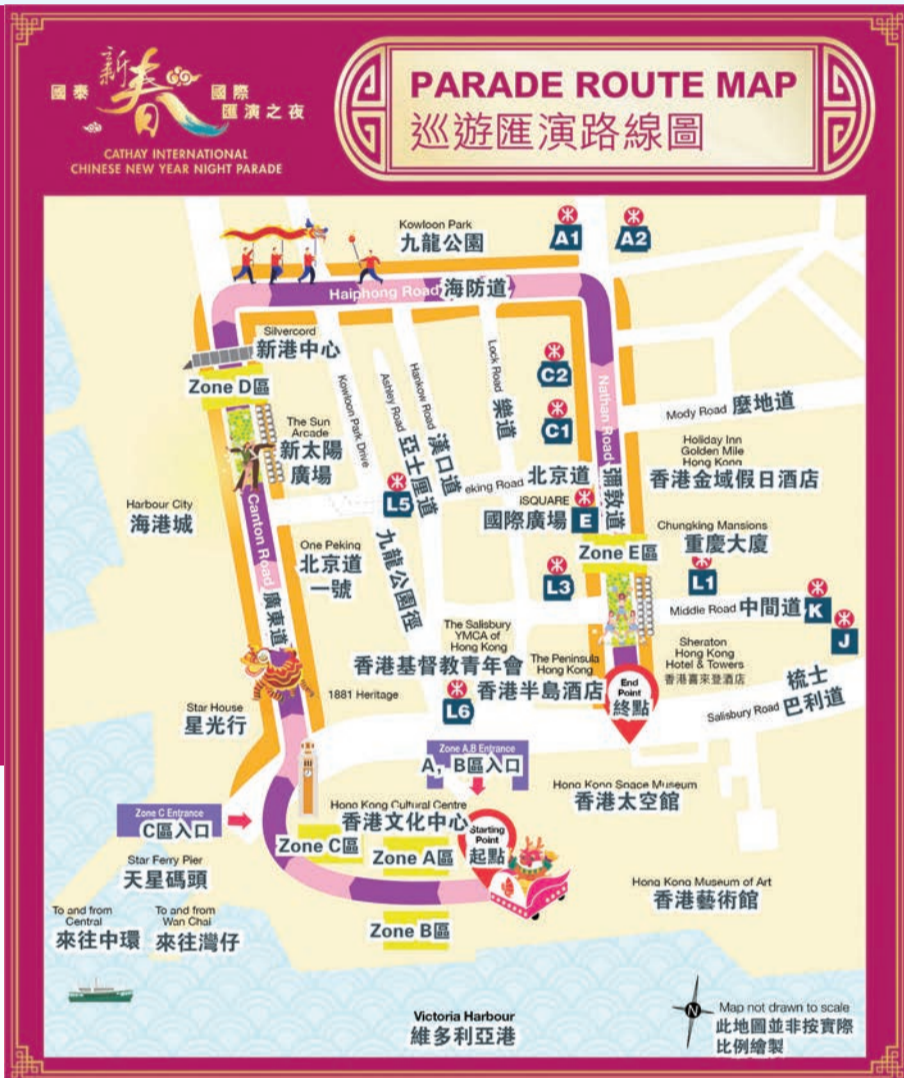 新春
國泰
國際
匯演之夜
CATHAY INTERNATIONAL
CHINESE NEW YEAR NIGHT PARADE
PARADE ROUTE MAP
巡遊匯演路線圖
Kowloon Park
九龍公園
A1
A2
Haiphong Road 海防道
Silvercord
新港中心
Zone D區
The Sun
Arcade
新太陽
廣場
Kowloon Park Drive
九龍公園徑
Ashley Road
亞士厘道
Hankow Road
漢口道
Lock Road
樂道
C2
C1
Nathan Road
彌敦道
Mody Road 麼地道
Holiday Inn
Golden Mile
Hong Kong
香港金域假日酒店
Harbour City
海港城
Canton Road
廣東道
L5
eking Road 北京道
iSQUARE
國際廣場
E
Chungking Mansions
重慶大廈
One Peking
北京道
一號
Zone E區
L3
L1
Middle Road 中間道
K
J
The Salisbury
YMCA of
Hong Kong
香港基督教青年會
The Peninsula
Hong Kong
香港半島酒店
Sheraton
Hong Kong
Hotel & Towers
香港喜來登酒店
1881 Heritage
L6
End
Point
終點
Salisbury Road
梳士
巴利道
Star House
星光行
Zone A,B Entrance
A, B區入口
Hong Kong Space Museum
香港太空館
Zone C Entrance
C區入口
Hong Kong Cultural Centre
香港文化中心
Starting
Point
起點
Zone C區
Zone A區
Zone B區
Star Ferry Pier
天星碼頭
Hong Kong Museum of Art
香港藝術館
To and from
Central
來往中環
To and from
Wan Chai
來往灣仔
Victoria Harbour
維多利亞港
N
Map not drawn to scale
此地圖並非按實際
比例繪製